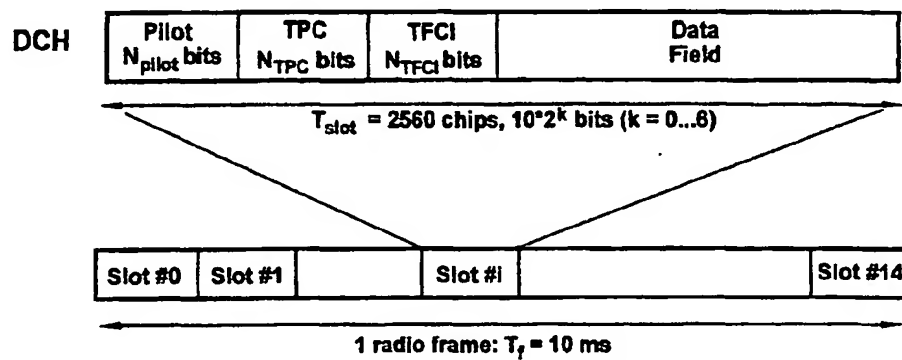 DCH
Pilot TPC TFCI Data
N_pilot bits N_TPC bits N_TFCI bits Field
T_slot = 2560 chips, 10*2^k bits (k = 0...6)
Slot #0 Slot #1 Slot #i Slot #14
1 radio frame: T_f = 10 ms